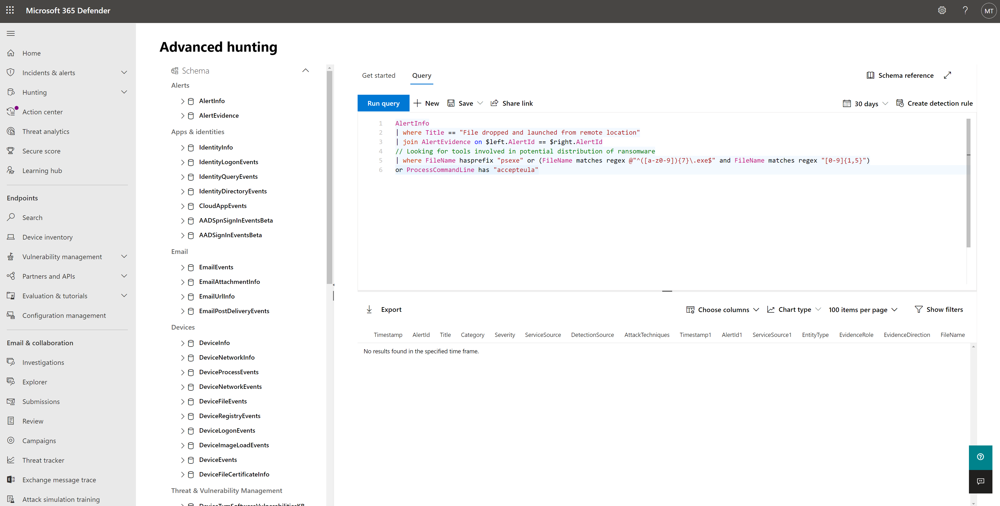 Microsoft 365 Defender
MT
Home
Incidents & alerts
Hunting
Action center
Threat analytics
Secure score
Learning hub
Endpoints
Search
Device inventory
Vulnerability management
Partners and APIs
Evaluation & tutorials
Configuration management
Email & collaboration
Investigations
Explorer
Submissions
Review
Campaigns
Threat tracker
Exchange message trace
Attack simulation training
Advanced hunting
Schema
Alerts
AlertInfo
AlertEvidence
Apps & identities
IdentityInfo
IdentityLogonEvents
IdentityQueryEvents
IdentityDirectoryEvents
CloudAppEvents
AADSpnSignInEventsBeta
AADSignInEventsBeta
Email
EmailEvents
EmailAttachmentInfo
EmailUrlInfo
EmailPostDeliveryEvents
Devices
DeviceInfo
DeviceNetworkInfo
DeviceProcessEvents
DeviceNetworkEvents
DeviceFileEvents
DeviceRegistryEvents
DeviceLogonEvents
DeviceImageLoadEvents
DeviceEvents
DeviceFileCertificateInfo
Threat & Vulnerability Management
DeviceTvmSoftwareVulnerabilitiesKB
Get started Query Schema reference
Run query New Save Share link 30 days Create detection rule
1 AlertInfo
2 | where Title == "File dropped and launched from remote location"
3 | join AlertEvidence on $left.AlertId == $right.AlertId
4 // Looking for tools involved in potential distribution of ransomware
5 | where FileName hasprefix "psexe" or (FileName matches regex @"^([a-z0-9]){7}\.exe$" and FileName matches regex "[0-9]{1,5}")
6 or ProcessCommandLine has "accepteula"
Export Choose columns Chart type 100 items per page Show filters
Timestamp AlertId Title Category Severity ServiceSource DetectionSource AttackTechniques Timestamp1 AlertId1 ServiceSource1 EntityType EvidenceRole EvidenceDirection FileName
No results found in the specified time frame.